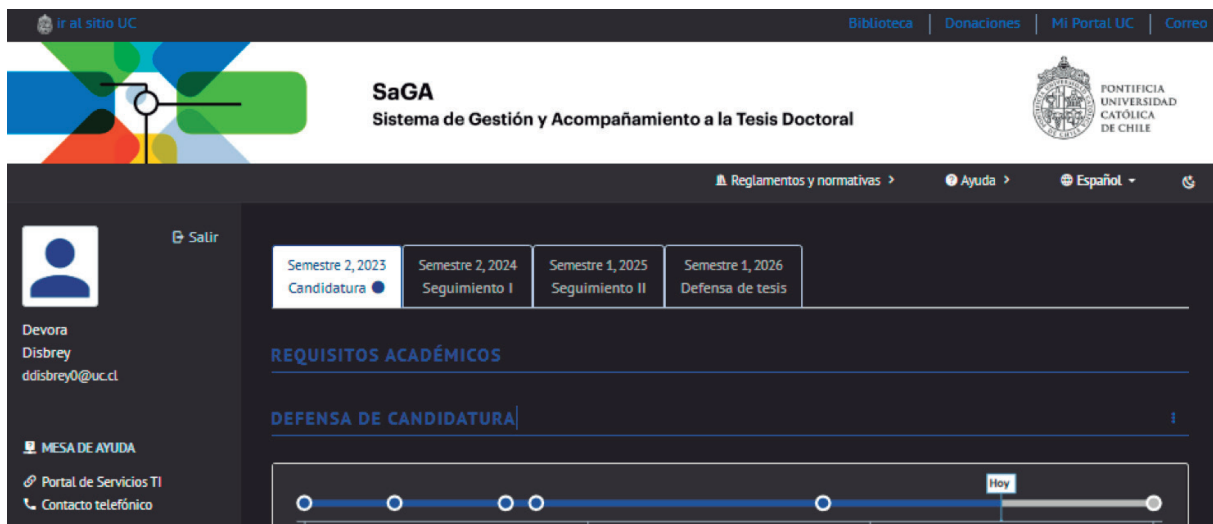 ir al sitio UC
Biblioteca
Donaciones
Mi Portal UC
Correo
SaGA
Sistema de Gestión y Acompañamiento a la Tesis Doctoral
PONTIFICIA
UNIVERSIDAD
CATÓLICA
DE CHILE
Reglamentos y normativas >
Ayuda >
Español
Salir
Devora
Disbrey
ddisbrey0@uc.cl
MESA DE AYUDA
Portal de Servicios TI
Contacto telefónico
Semestre 2, 2023
Candidatura
Semestre 2, 2024
Seguimiento I
Semestre 1, 2025
Seguimiento II
Semestre 1, 2026
Defensa de tesis
REQUISITOS ACADÉMICOS
DEFENSA DE CANDIDATURA
Hoy